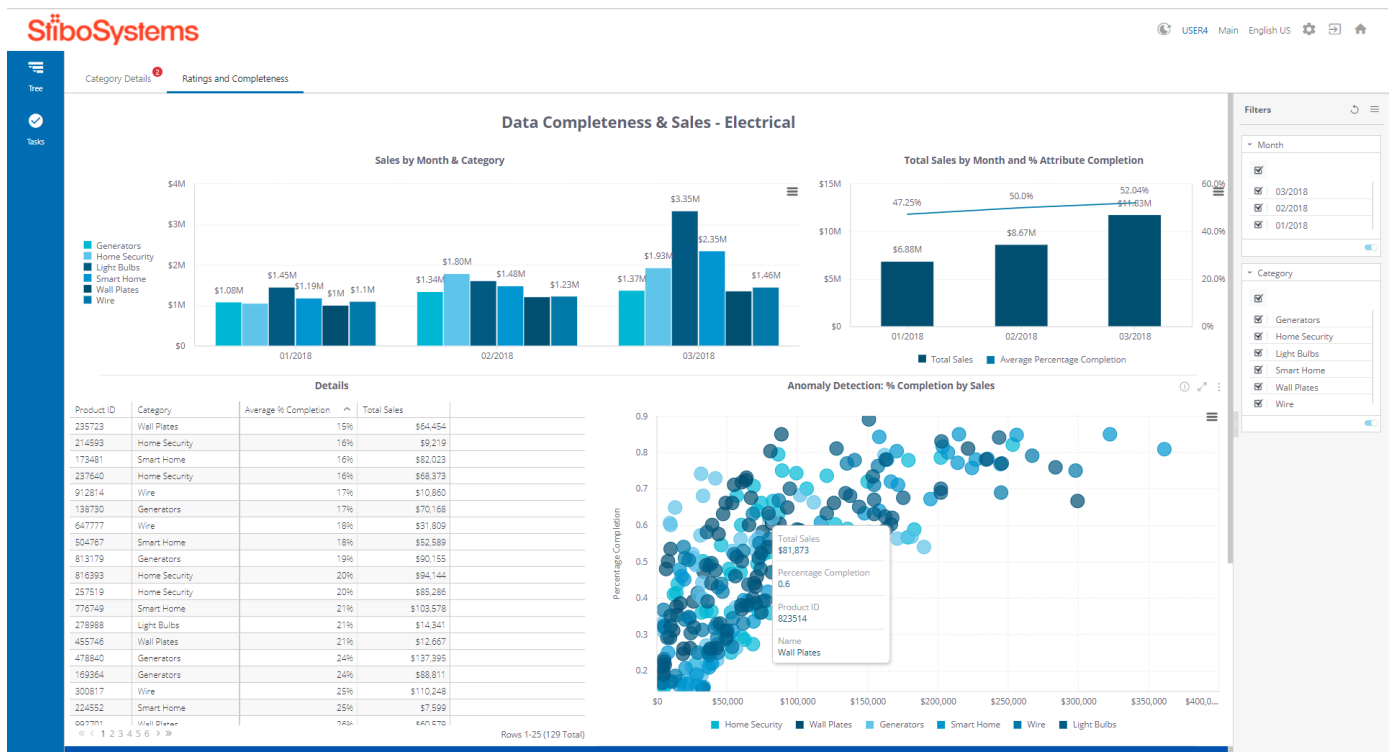 StiboSystems
USER4 Main English US
Tree
Tasks
Category Details 2
Ratings and Completeness
Data Completeness & Sales - Electrical
Sales by Month & Category
$4M
$3M
$2M
$1M
$0
Generators
Home Security
Light Bulbs
Smart Home
Wall Plates
Wire
$1.08M
$1.45M
$1.19M
$1M
$1.1M
$1.34M
$1.80M
$1.48M
$1.23M
$1.37M
$1.93M
$3.35M
$2.35M
$1.46M
01/2018
02/2018
03/2018
Total Sales by Month and % Attribute Completion
$15M
$10M
$5M
$0
60.0%
40.0%
20.0%
0%
47.25%
50.0%
52.04%
$6.88M
$8.67M
$11.83M
01/2018
02/2018
03/2018
Total Sales
Average Percentage Completion
Details
Product ID Category Average % Completion Total Sales
235723 Wall Plates 15% $64,454
214593 Home Security 16% $9,219
173481 Smart Home 16% $82,023
237640 Home Security 16% $68,373
912814 Wire 17% $10,860
138730 Generators 17% $70,168
647777 Wire 18% $31,809
504767 Smart Home 18% $52,589
813179 Generators 19% $90,155
816393 Home Security 20% $94,144
257519 Home Security 20% $85,286
776749 Smart Home 21% $103,578
278988 Light Bulbs 21% $14,341
455746 Wall Plates 21% $12,667
478840 Generators 24% $137,395
169364 Generators 24% $88,811
300817 Wire 25% $110,248
224552 Smart Home 25% $7,599
992701 Wall Plates 26% $60,579
« < 1 2 3 4 5 6 > »
Rows 1-25 (129 Total)
Anomaly Detection: % Completion by Sales
Percentage Completion
0.9
0.8
0.7
0.6
0.5
0.4
0.3
0.2
$0
$50,000
$100,000
$150,000
$200,000
$250,000
$300,000
$350,000
$400,0...
Total Sales
$81,873
Percentage Completion
0.6
Product ID
823514
Name
Wall Plates
Home Security
Wall Plates
Generators
Smart Home
Wire
Light Bulbs
Filters
Month
03/2018
02/2018
01/2018
Category
Generators
Home Security
Light Bulbs
Smart Home
Wall Plates
Wire